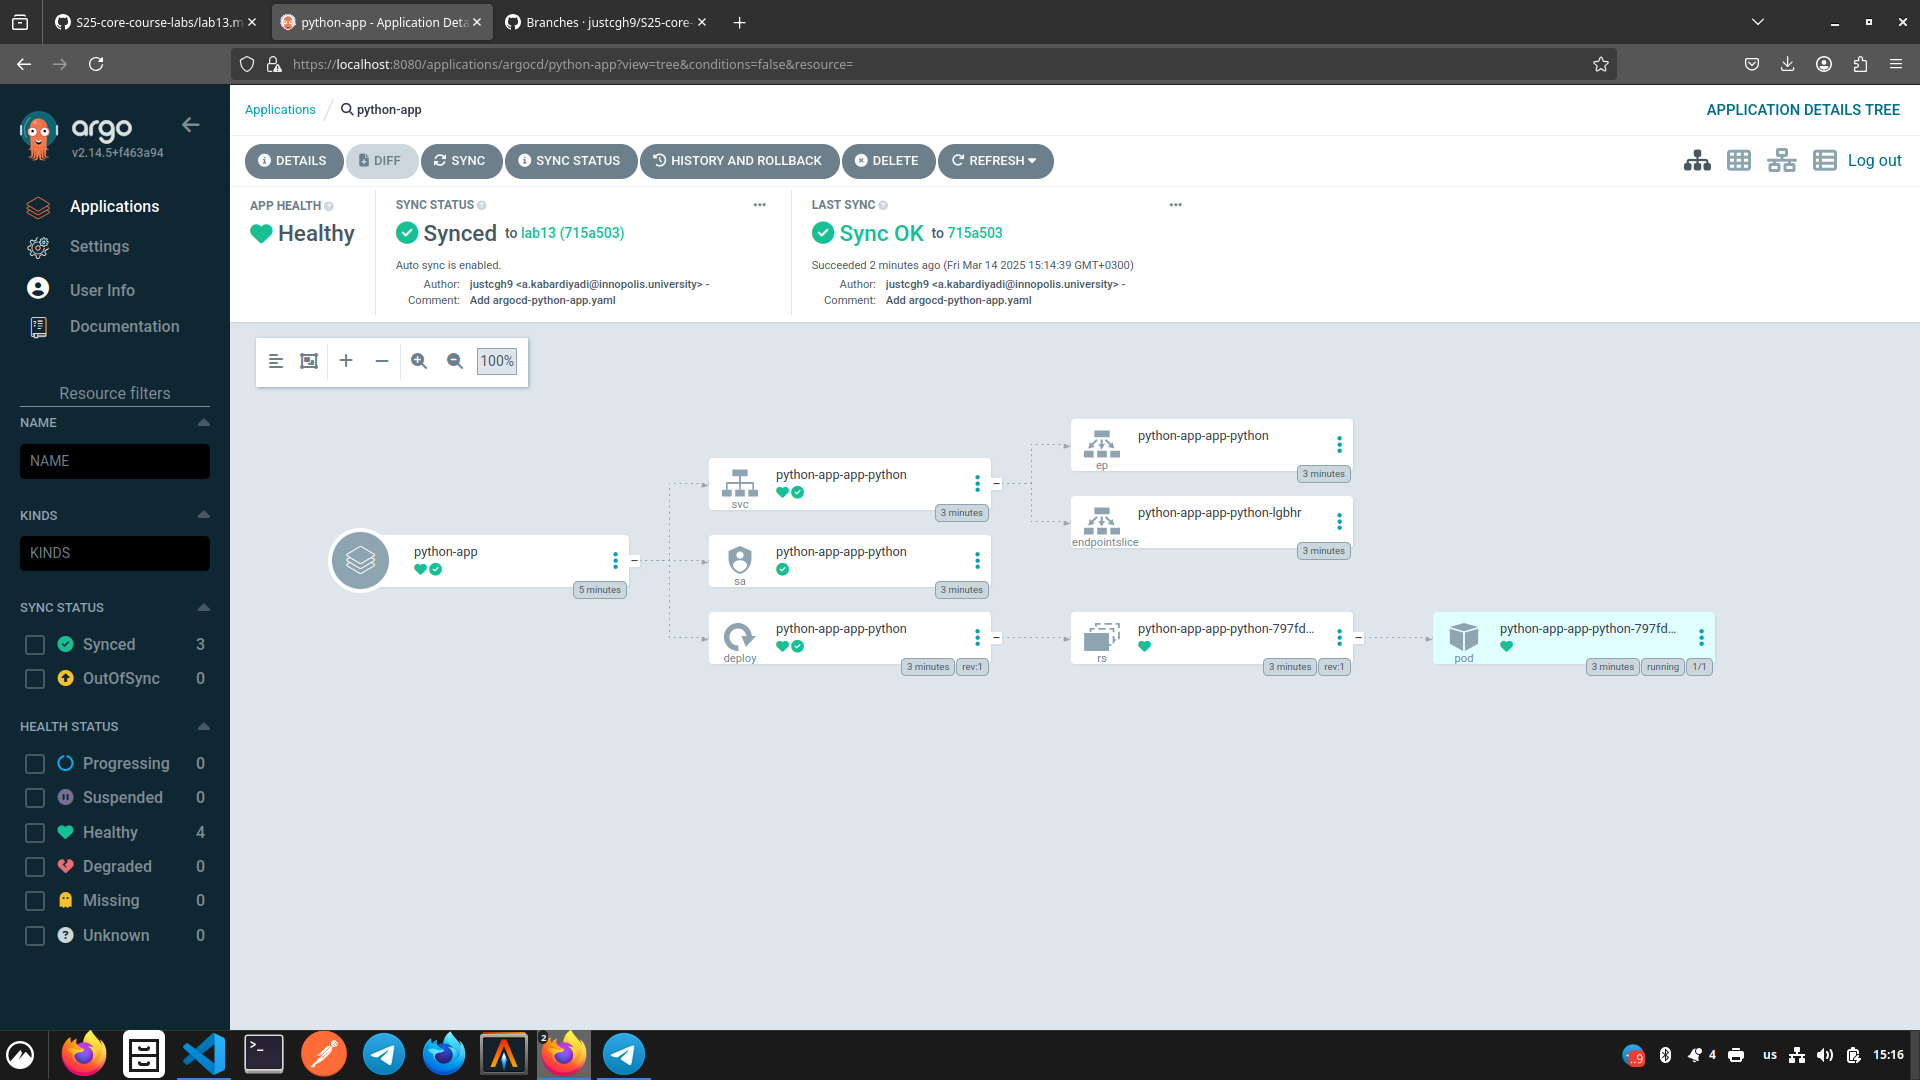 S25-core-course-labs/lab13.m
python-app - Application Deta
Branches · justcgh9/S25-core-
https://localhost:8080/applications/argocd/python-app?view=tree&conditions=false&resource=
argo
v2.14.5+f463a94
Applications
Settings
User Info
Documentation
Resource filters
NAME
NAME
KINDS
KINDS
SYNC STATUS
Synced 3
OutOfSync 0
HEALTH STATUS
Progressing 0
Suspended 0
Healthy 4
Degraded 0
Missing 0
Unknown 0
Applications / python-app
APPLICATION DETAILS TREE
DETAILS DIFF SYNC SYNC STATUS HISTORY AND ROLLBACK DELETE REFRESH
Log out
APP HEALTH
Healthy
SYNC STATUS
Synced to lab13 (715a503)
Auto sync is enabled.
Author: justcgh9 <a.kabardiyadi@innopolis.university> -
Comment: Add argocd-python-app.yaml
LAST SYNC
Sync OK to 715a503
Succeeded 2 minutes ago (Fri Mar 14 2025 15:14:39 GMT+0300)
Author: justcgh9 <a.kabardiyadi@innopolis.university> -
Comment: Add argocd-python-app.yaml
100%
python-app
5 minutes
python-app-app-python
svc
3 minutes
python-app-app-python
sa
3 minutes
python-app-app-python
deploy
3 minutes rev:1
python-app-app-python
ep
3 minutes
python-app-app-python-lgbhr
endpointslice
3 minutes
python-app-app-python-797fd...
rs
3 minutes rev:1
python-app-app-python-797fd...
pod
3 minutes running 1/1
2
..9
4
us
15:16